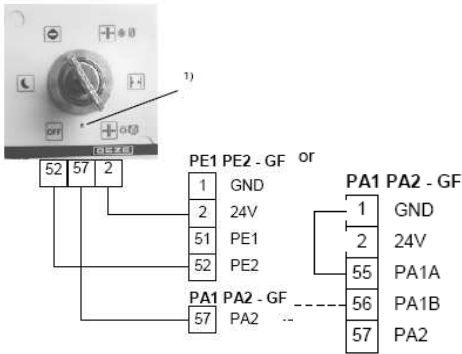 1)
OFF
GEZE
52 57 2
PE1 PE2 - GF or
1 GND
2 24V
51 PE1
52 PE2
PA1 PA2 - GF
57 PA2
PA1 PA2 - GF
1 GND
2 24V
55 PA1A
56 PA1B
57 PA2